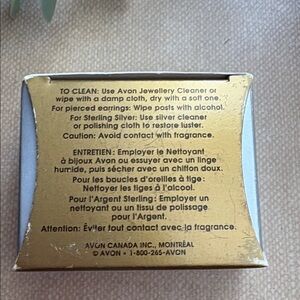 TO CLEAN: Use Avon Jewellery Cleaner or
wipe with a damp cloth, dry with a soft one.
For pierced earrings: Wipe posts with alcohol.
For Sterling Silver: Use silver cleaner
or polishing cloth to restore luster.
Caution: Avoid contact with fragrance.
ENTRETIEN: Employer le Nettoyant
à bijoux Avon ou essuyer avec un linge
humide, puis sécher avec un chiffon doux.
Pour les boucles d'oreilles à tige:
Nettoyer les tiges à l'alcool.
Pour l'Argent Sterling: Employer un
nettoyant ou un tissu de polissage
pour l'Argent.
Attention: Éviter tout contact avec la fragrance.
AVON CANADA INC., MONTRÉAL
© AVON • 1-800-265-AVON